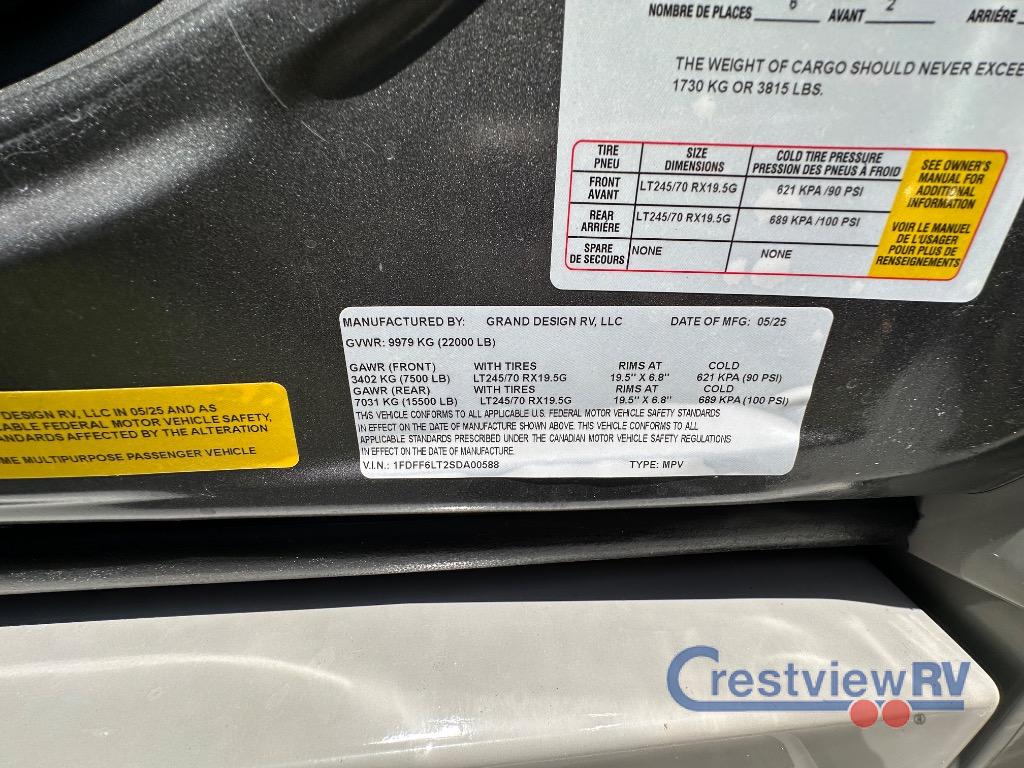 NOMBRE DE PLACES 6 AVANT 2 ARRIÉRE
THE WEIGHT OF CARGO SHOULD NEVER EXCEE
1730 KG OR 3815 LBS.
TIRE SIZE COLD TIRE PRESSURE
PNEU DIMENSIONS PRESSION DES PNEUS À FROID
FRONT
AVANT LT245/70 RX19.5G 621 KPA /90 PSI
REAR
ARRIÉRE LT245/70 RX19.5G 689 KPA /100 PSI
SPARE
DE SECOURS NONE NONE
SEE OWNER'S
MANUAL FOR
ADDITIONAL
INFORMATION
VOIR LE MANUEL
DE L'USAGER
POUR PLUS DE
RENSEIGNEMENTS
MANUFACTURED BY: GRAND DESIGN RV, LLC DATE OF MFG: 05/25
GVWR: 9979 KG (22000 LB)
GAWR (FRONT) WITH TIRES RIMS AT COLD
3402 KG (7500 LB) LT245/70 RX19.5G 19.5" X 6.8" 621 KPA (90 PSI)
GAWR (REAR) WITH TIRES RIMS AT COLD
7031 KG (15500 LB) LT245/70 RX19.5G 19.5" X 6.8" 689 KPA (100 PSI)
THIS VEHICLE CONFORMS TO ALL APPLICABLE U.S. FEDERAL MOTOR VEHICLE SAFETY STANDARDS
IN EFFECT ON THE DATE OF MANUFACTURE SHOWN ABOVE. THIS VEHICLE CONFORMS TO ALL
APPLICABLE STANDARDS PRESCRIBED UNDER THE CANADIAN MOTOR VEHICLE SAFETY REGULATIONS
IN EFFECT ON THE DATE OF MANUFACTURE.
V.I.N.: 1FDFF6LT2SDA00588 TYPE: MPV
DESIGN RV, LLC IN 05/25 AND AS
ABLE FEDERAL MOTOR VEHICLE SAFETY,
ANDARDS AFFECTED BY THE ALTERATION
ME MULTIPURPOSE PASSENGER VEHICLE
CrestviewRV®